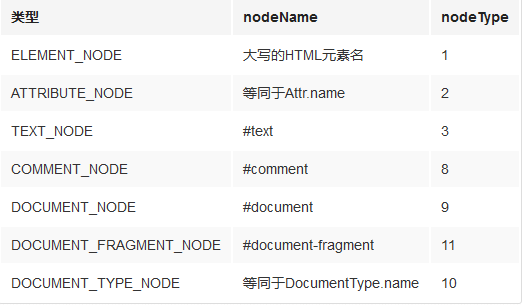 类型 nodeName nodeType
ELEMENT_NODE 大写的HTML元素名 1
ATTRIBUTE_NODE 等同于Attr.name 2
TEXT_NODE #text 3
COMMENT_NODE #comment 8
DOCUMENT_NODE #document 9
DOCUMENT_FRAGMENT_NODE #document-fragment 11
DOCUMENT_TYPE_NODE 等同于DocumentType.name 10